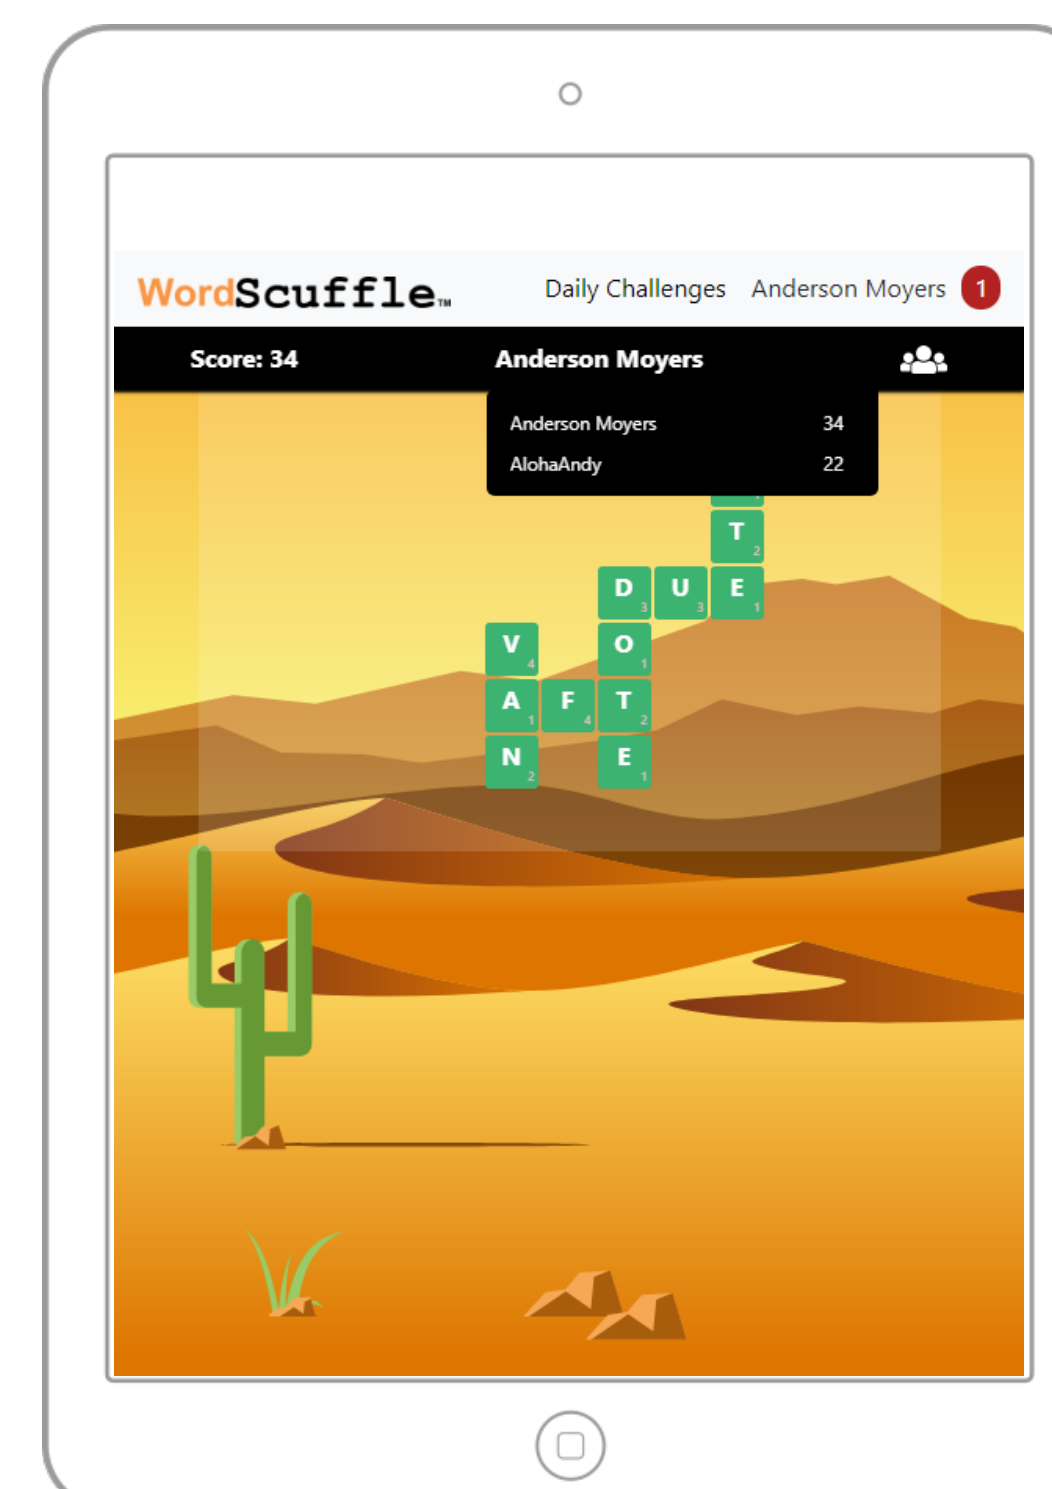 WordScuffle™ Daily Challenges Anderson Moyers 1
Score: 34 Anderson Moyers
Anderson Moyers 34
AlohaAndy 22
T 2
D 3 U 3 E 1
V 4 O 1
A 1 F 4 T 2
N 2 E 1